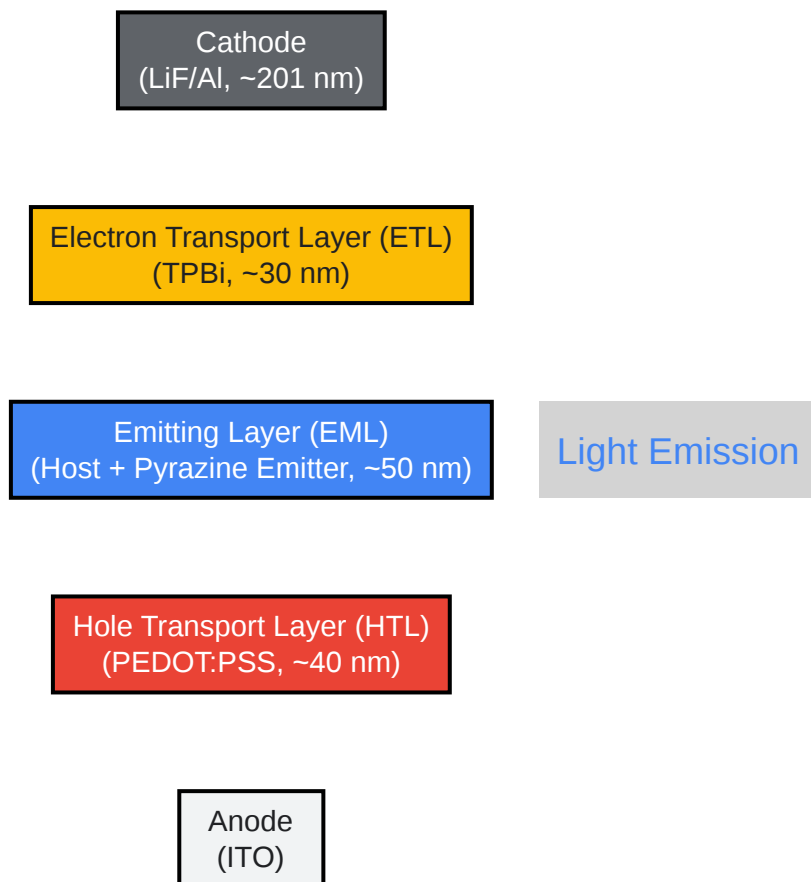 Cathode
(LiF/Al, ~201 nm)
Electron Transport Layer (ETL)
(TPBi, ~30 nm)
Emitting Layer (EML)
(Host + Pyrazine Emitter, ~50 nm)
Light Emission
Hole Transport Layer (HTL)
(PEDOT:PSS, ~40 nm)
Anode
(ITO)